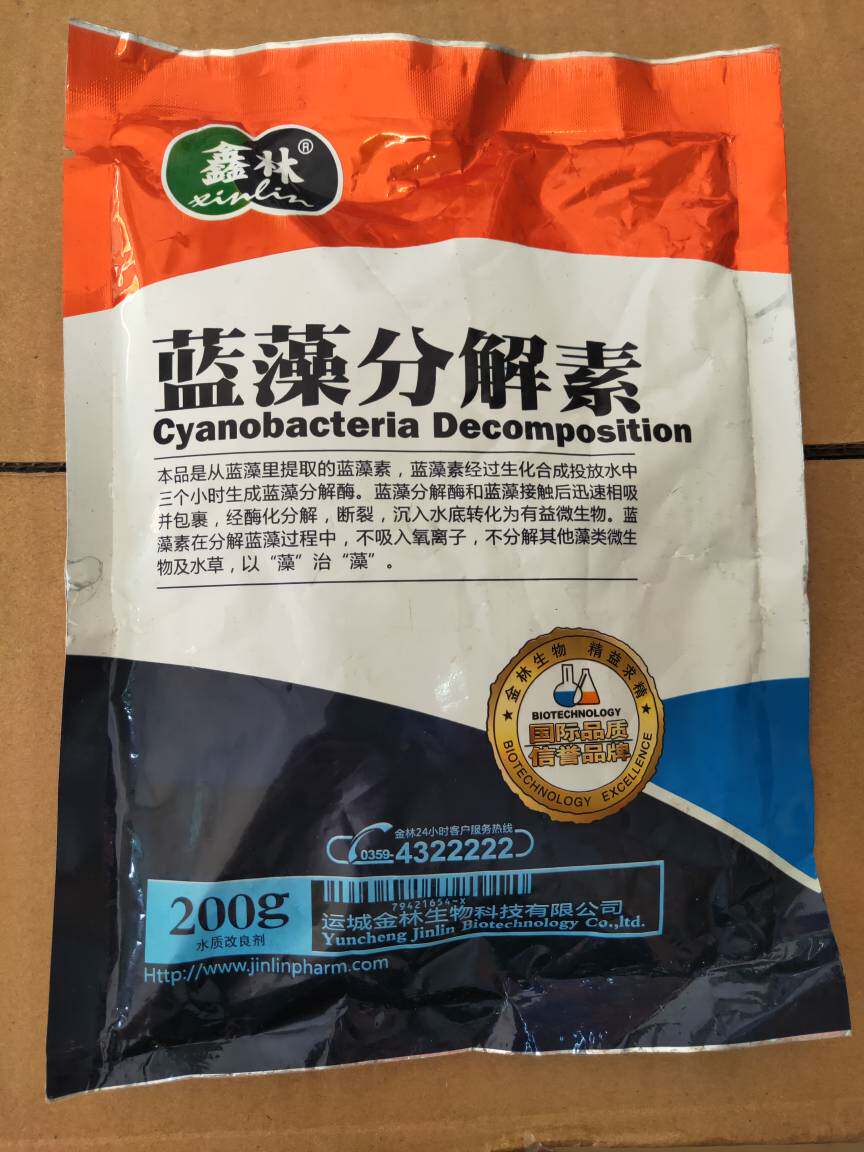 鑫林®
xinlin
蓝藻分解素
Cyanobacteria Decomposition
本品是从蓝藻里提取的蓝藻素，蓝藻素经过生化合成投放水中
三个小时生成蓝藻分解酶。蓝藻分解酶和蓝藻接触后迅速相吸
并包裹，经酶化分解，断裂，沉入水底转化为有益微生物。蓝
藻素在分解蓝藻过程中，不吸入氧离子，不分解其他藻类微生
物及水草，以“藻”治“藻”。
★金林生物 精益求精★
BIOTECHNOLOGY
国际品质
信誉品牌
BIOTECHNOLOGY EXCELLENCE
金林24小时客户服务热线
0359-4322222
200g
水质改良剂
79421654-X
运城金林生物科技有限公司
Yuncheng Jinlin Biotechnology Co.,ltd.
Http://www.jinlinpharm.com